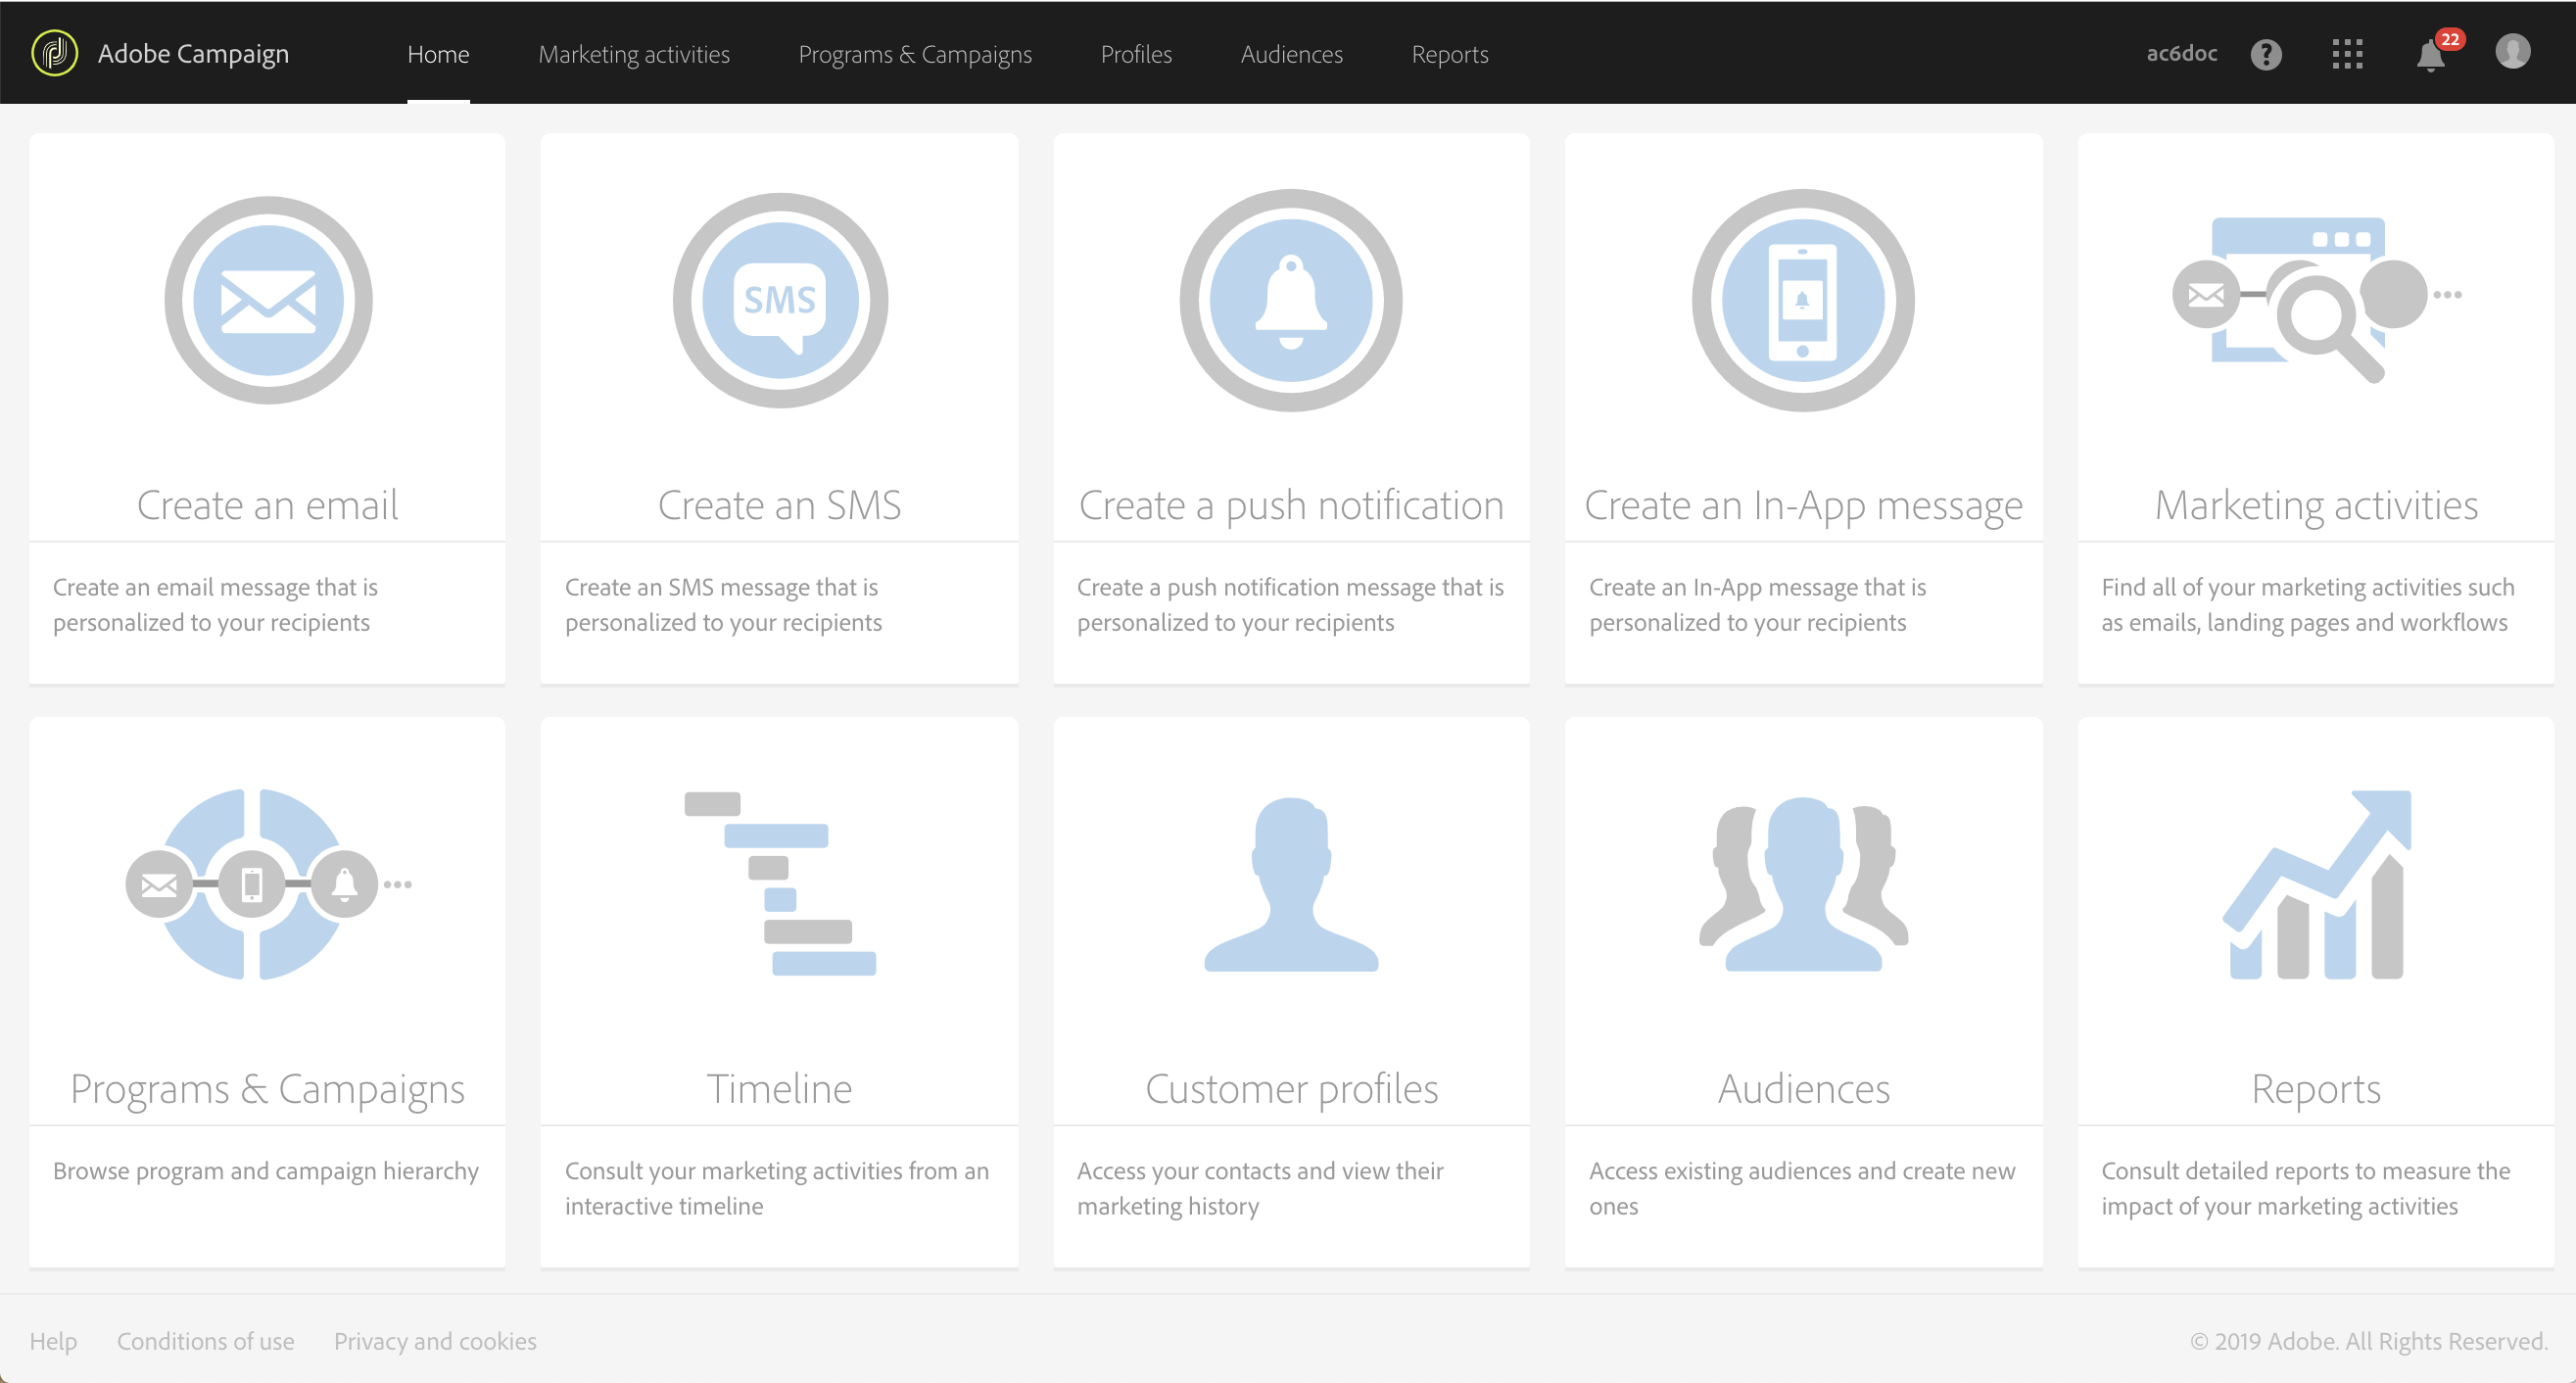 Adobe Campaign
Home
Marketing activities
Programs & Campaigns
Profiles
Audiences
Reports
ac6doc
?
22
SMS
Create an email
Create an email message that is
personalized to your recipients
Create an SMS
Create an SMS message that is
personalized to your recipients
Create a push notification
Create a push notification message that is
personalized to your recipients
Create an In-App message
Create an In-App message that is
personalized to your recipients
Marketing activities
Find all of your marketing activities such
as emails, landing pages and workflows
Programs & Campaigns
Browse program and campaign hierarchy
Timeline
Consult your marketing activities from an
interactive timeline
Customer profiles
Access your contacts and view their
marketing history
Audiences
Access existing audiences and create new
ones
Reports
Consult detailed reports to measure the
impact of your marketing activities
Help
Conditions of use
Privacy and cookies
© 2019 Adobe. All Rights Reserved.